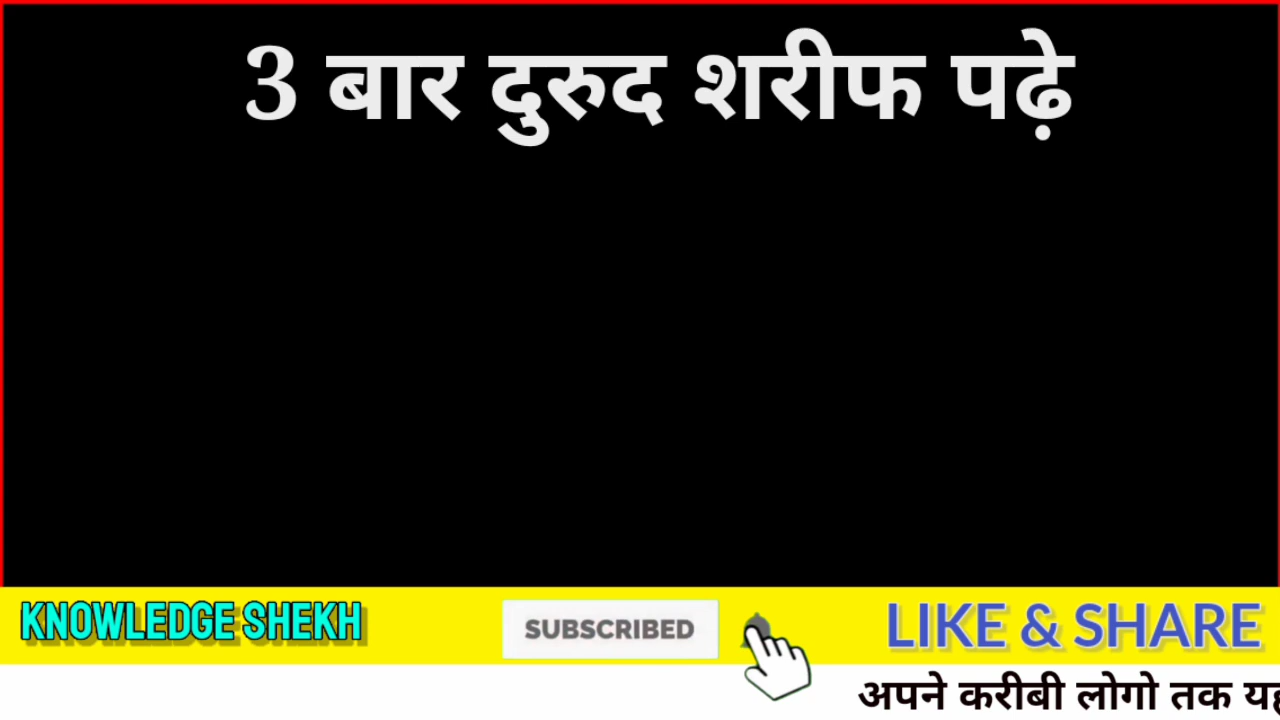 3 बार दुरुद शरीफ पढ़े
KNOWLEDGE SHEKH
SUBSCRIBED
LIKE & SHARE
अपने करीबी लोगो तक